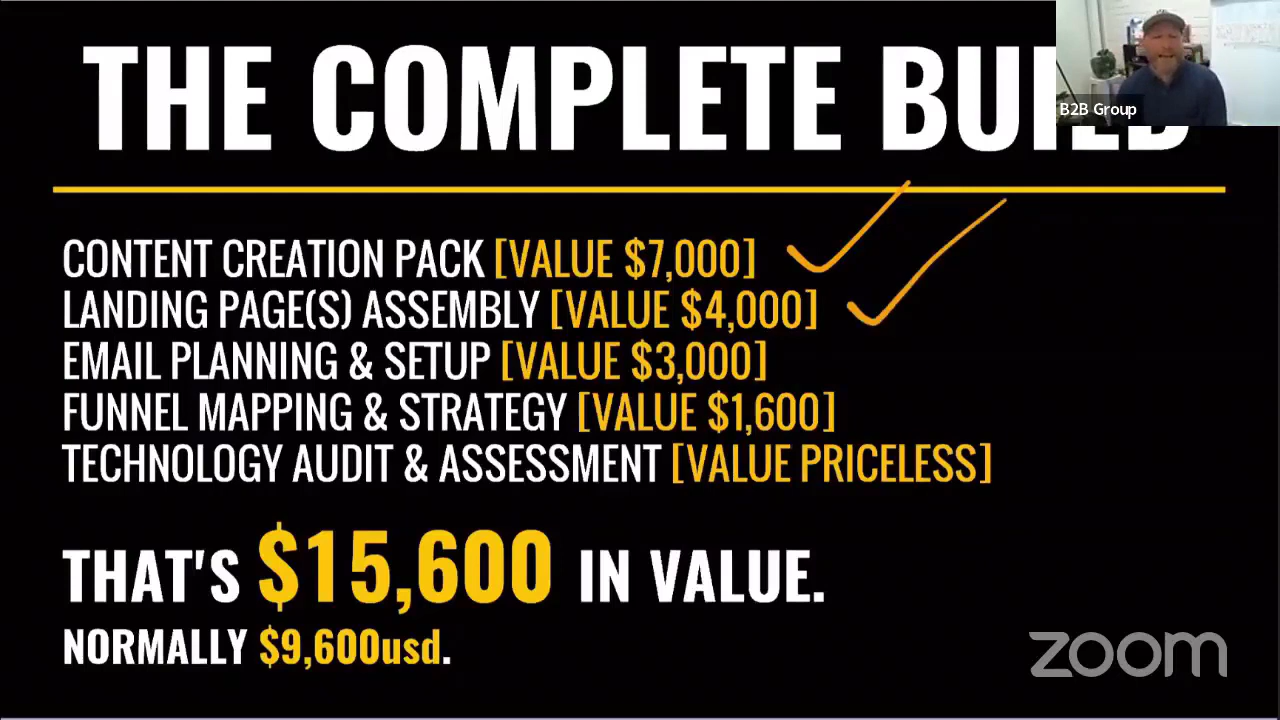 THE COMPLETE BUILD
B2B Group
CONTENT CREATION PACK [VALUE $7,000]
LANDING PAGE(S) ASSEMBLY [VALUE $4,000]
EMAIL PLANNING & SETUP [VALUE $3,000]
FUNNEL MAPPING & STRATEGY [VALUE $1,600]
TECHNOLOGY AUDIT & ASSESSMENT [VALUE PRICELESS]
THAT'S $15,600 IN VALUE.
NORMALLY $9,600usd.
zoom